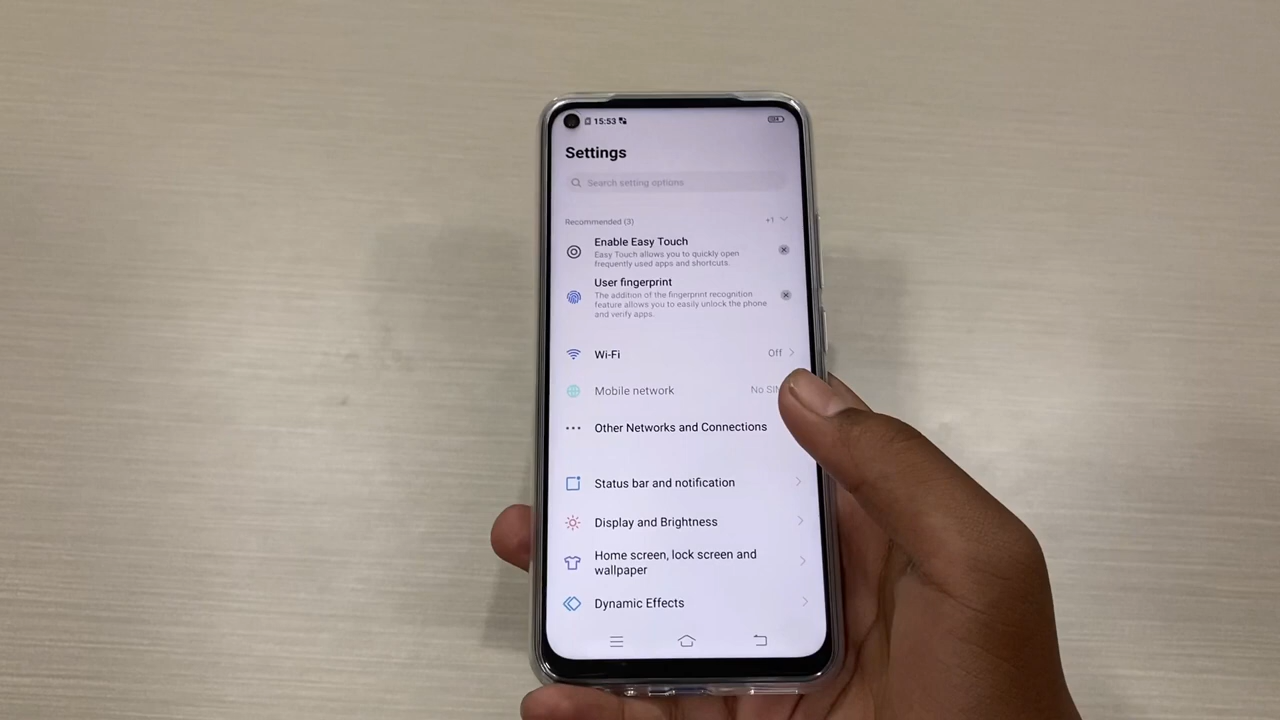 15:53
Settings
Search setting options
Recommended (3) +1
Enable Easy Touch
Easy Touch allows you to quickly open
frequently used apps and shortcuts.
User fingerprint
The addition of the fingerprint recognition
feature allows you to easily unlock the phone
and verify apps.
Wi-Fi Off
Mobile network No SIM
Other Networks and Connections
Status bar and notification
Display and Brightness
Home screen, lock screen and
wallpaper
Dynamic Effects